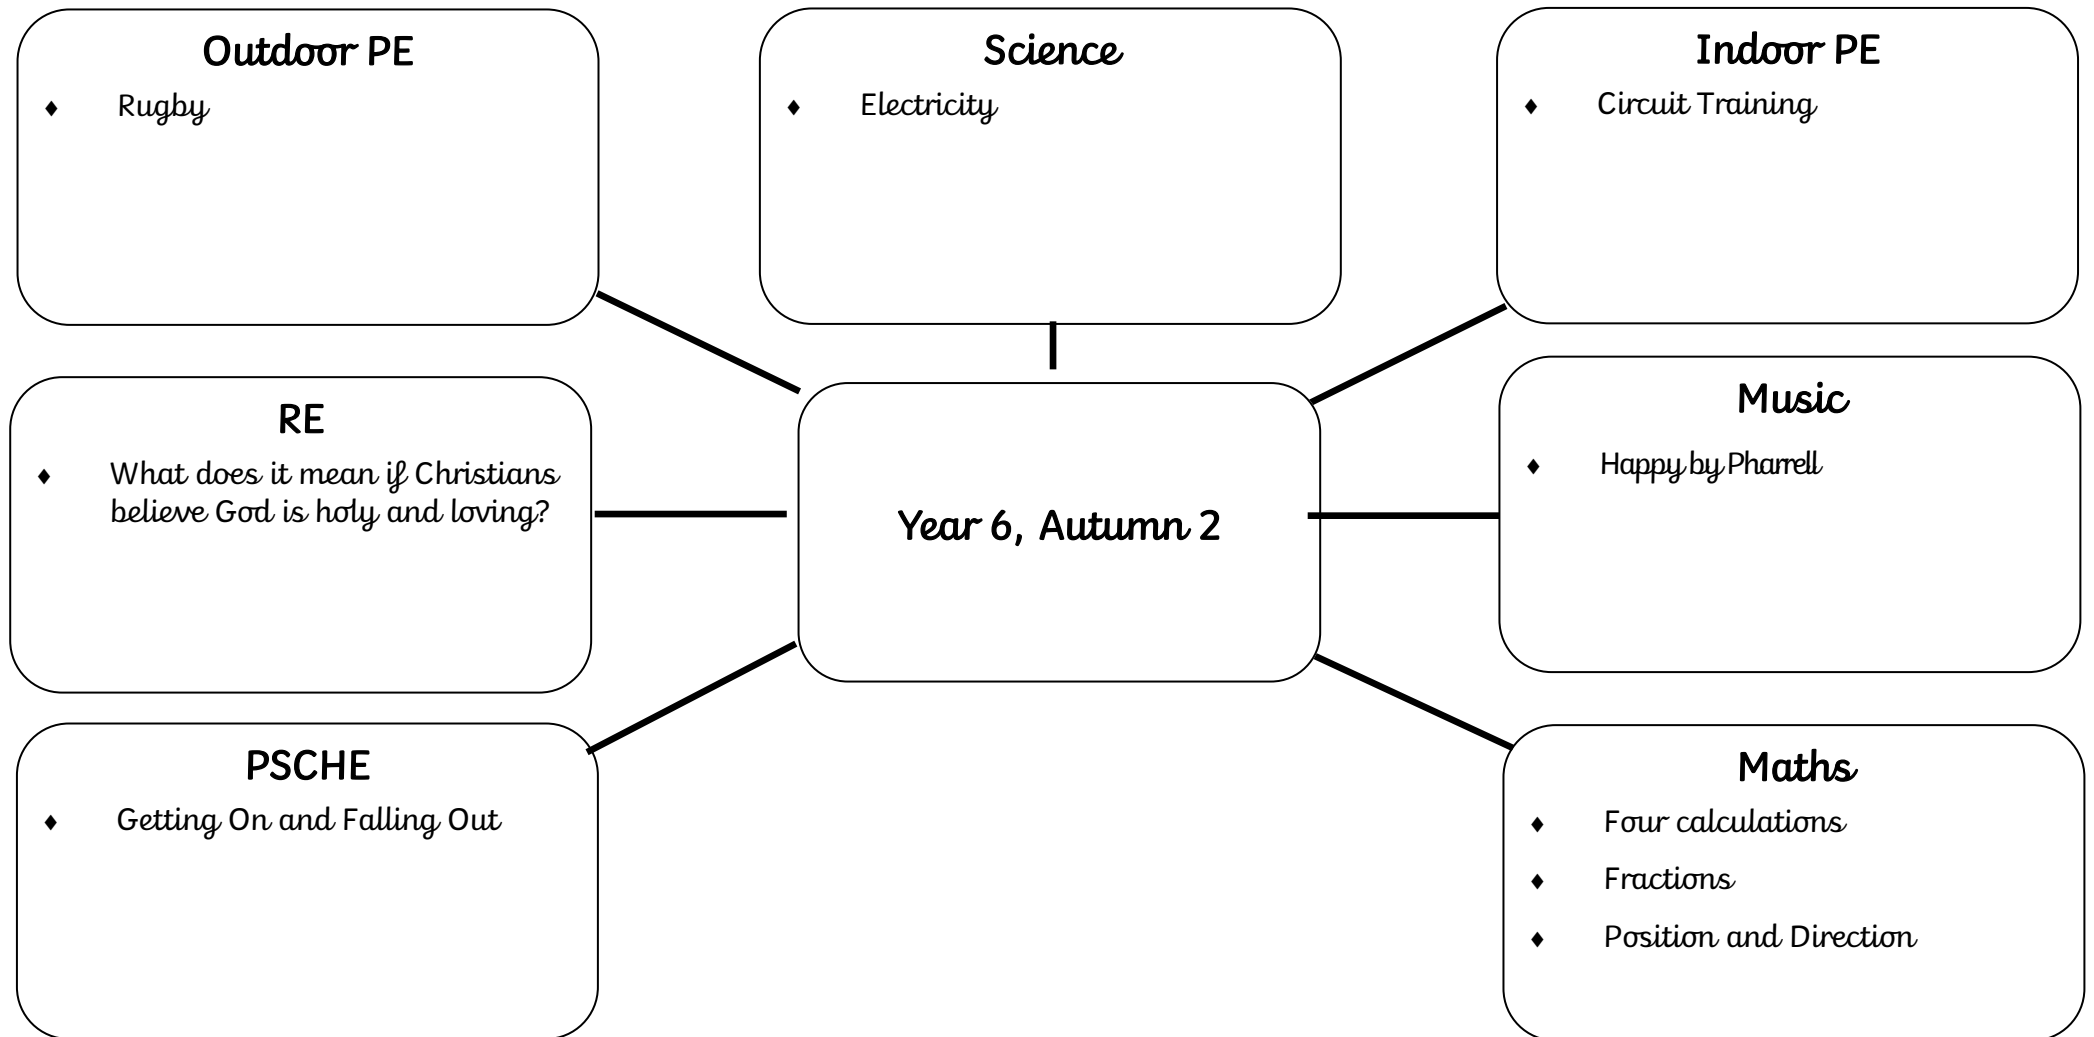 Outdoor PE
Rugby
Science
Electricity
Indoor PE
Circuit Training
RE
What does it mean if Christians
believe God is holy and loving?
Year 6, Autumn 2
Music
Happy by Pharrell
PSCHE
Getting On and Falling Out
Maths
Four calculations
Fractions
Position and Direction